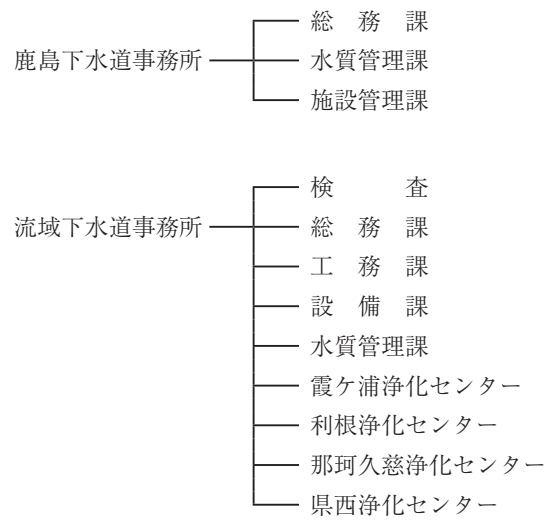 総務課
鹿島下水道事務所
水質管理課
施設管理課
検査
流域下水道事務所
総務課
工務課
設備課
水質管理課
霞ケ浦浄化センター
利根浄化センター
那珂久慈浄化センター
県西浄化センター